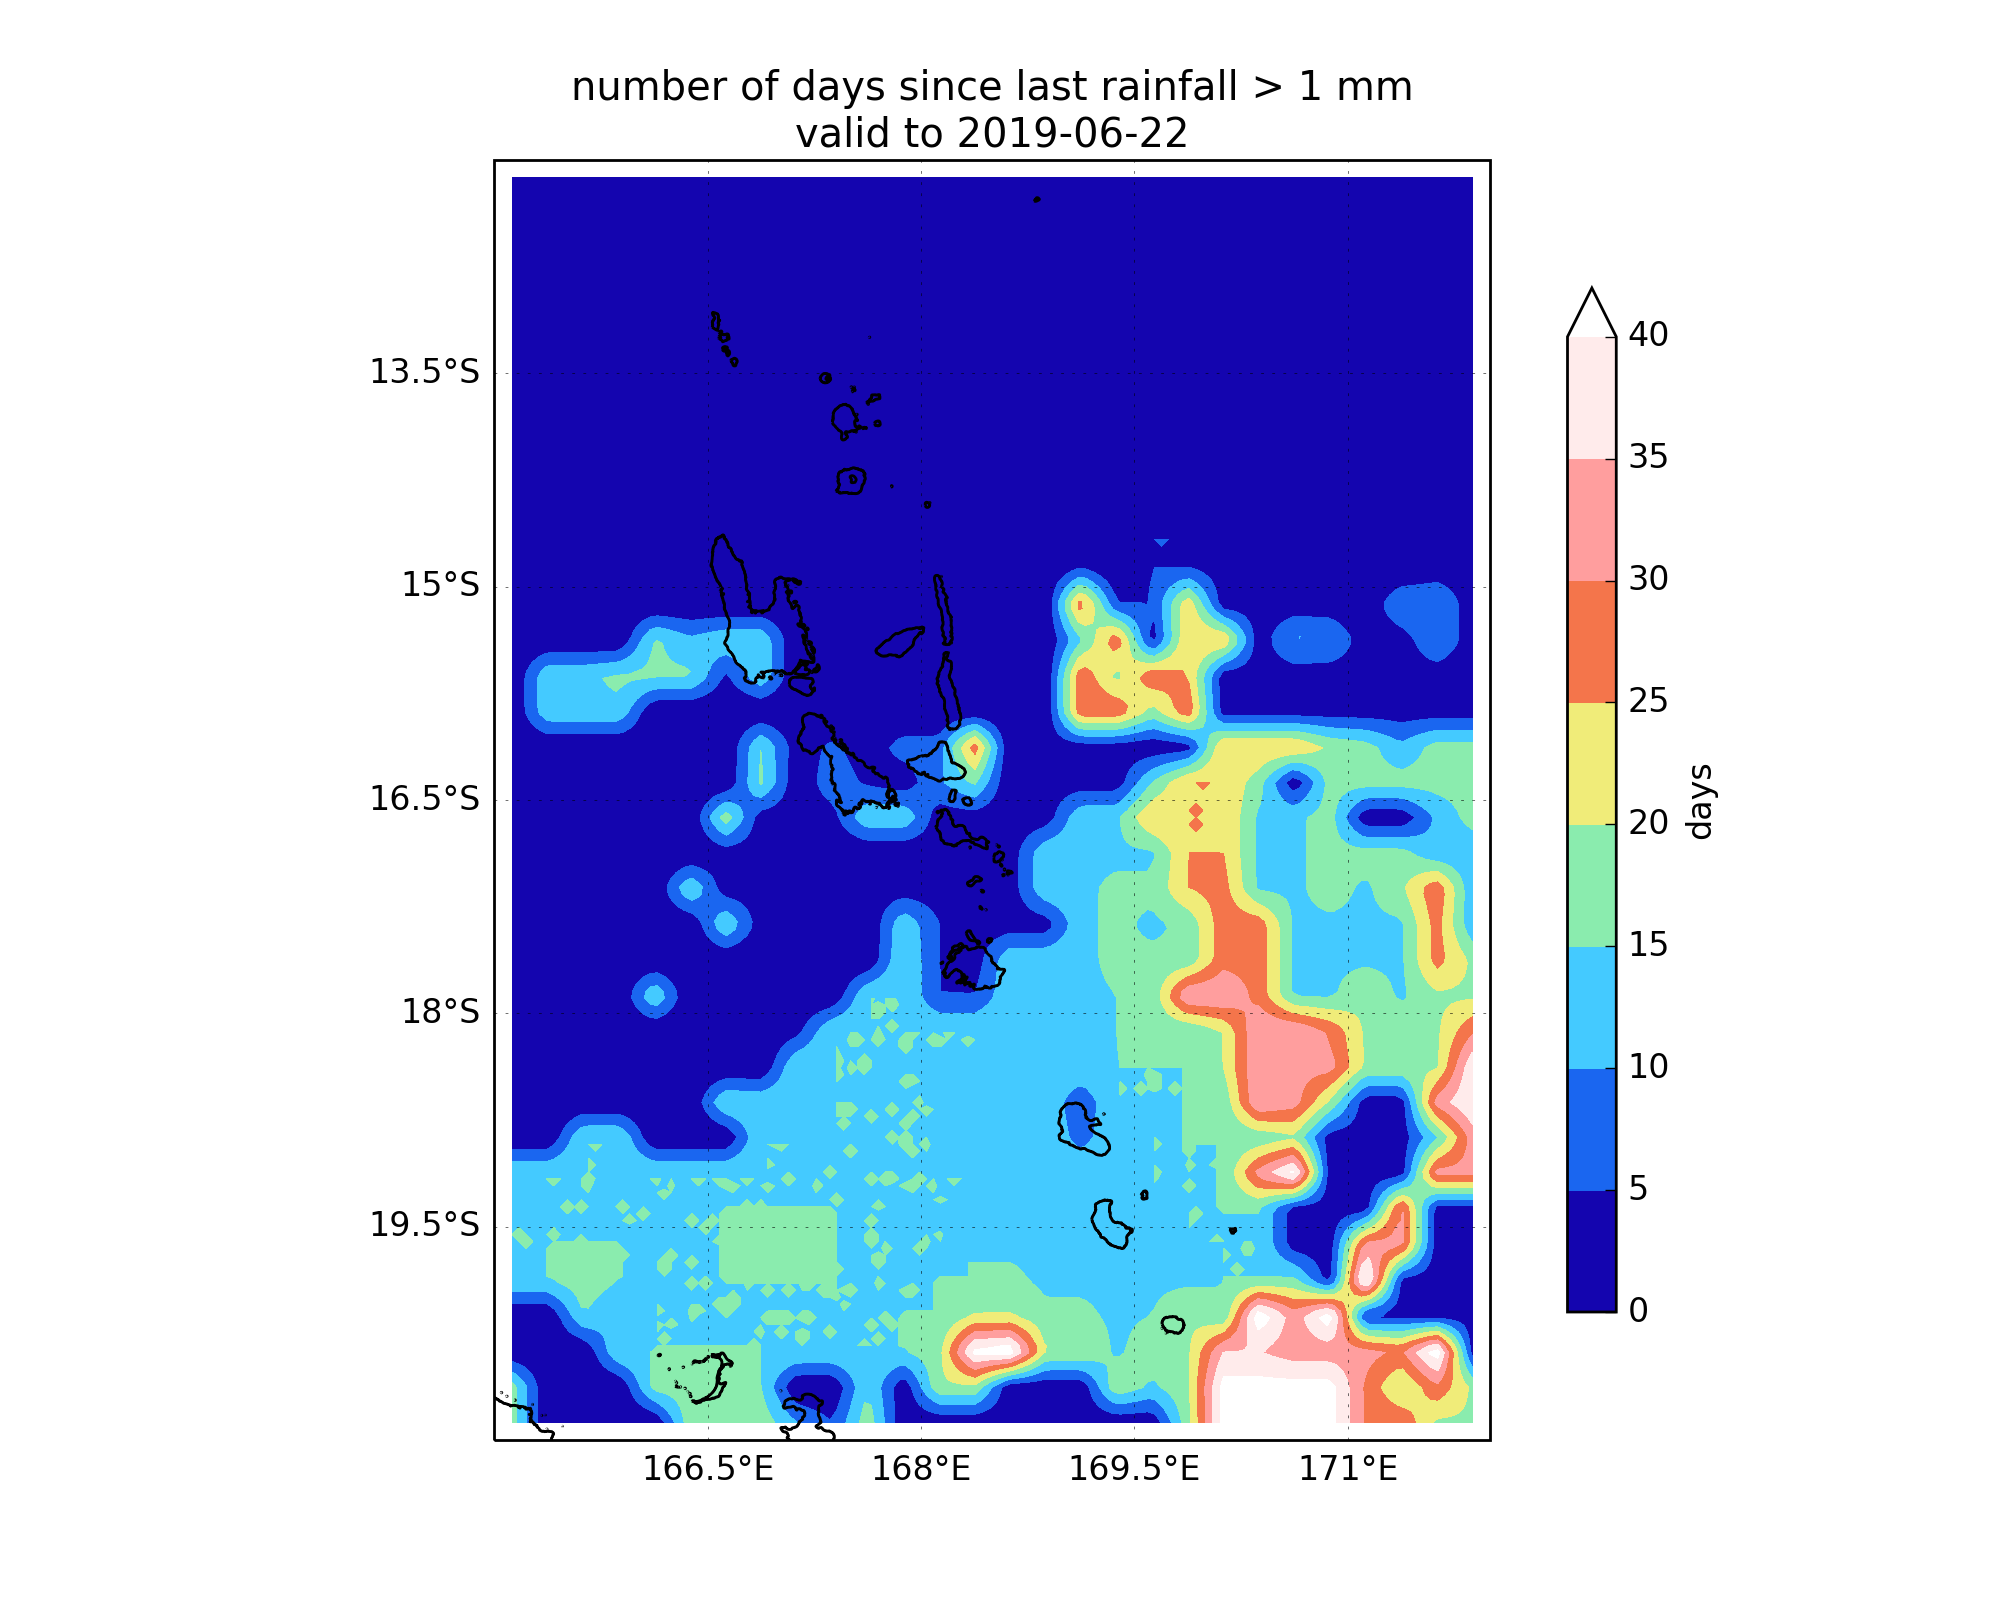 number of days since last rainfall > 1 mm
valid to 2019-06-22
13.5°S
15°S
16.5°S
18°S
19.5°S
166.5°E
168°E
169.5°E
171°E
40
35
30
25
20
15
10
5
0
days